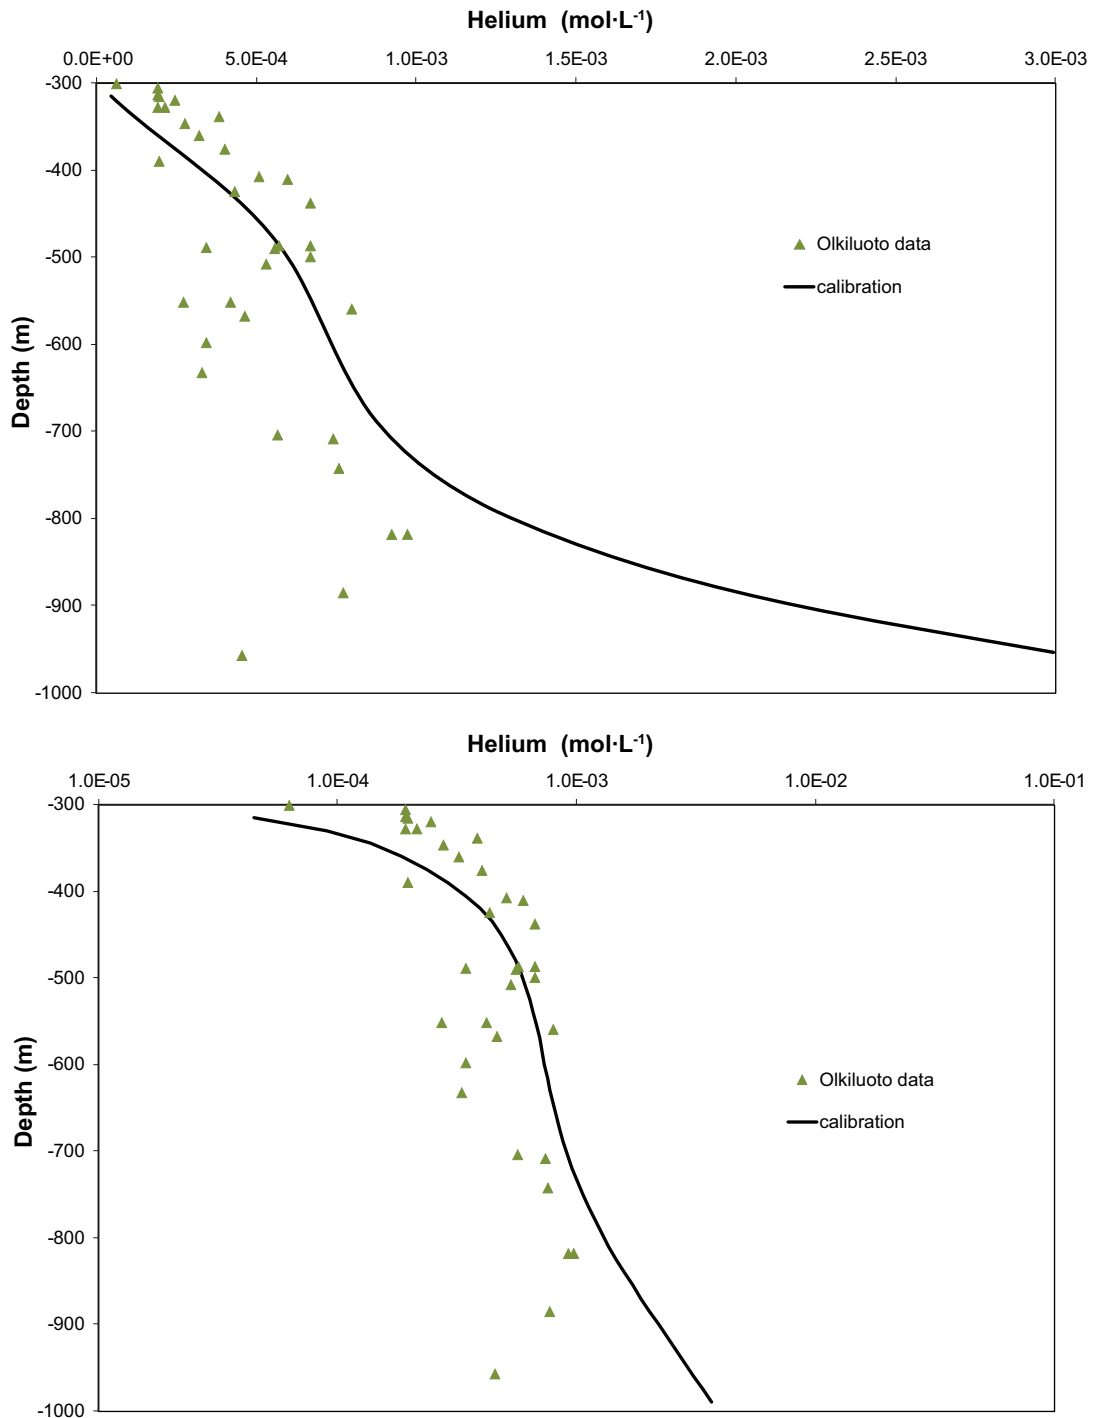 Helium (mol·L-1)
0.0E+00 5.0E-04 1.0E-03 1.5E-03 2.0E-03 2.5E-03 3.0E-03
-300
-400
-500
-600
-700
-800
-900
-1000
Depth (m)
Olkiluoto data
calibration
Helium (mol·L-1)
1.0E-05 1.0E-04 1.0E-03 1.0E-02 1.0E-01
-300
-400
-500
-600
-700
-800
-900
-1000
Depth (m)
Olkiluoto data
calibration